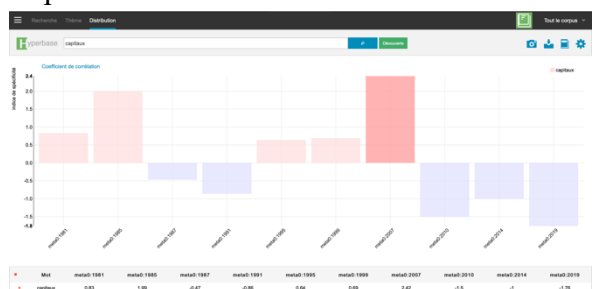 Recherche Thème Distribution Tout le corpus
Hyperbase capitaux Découverte
Coefficient de corrélation
capitaux
indice de spécificité
2.4
2.0
1.5
1.0
0.5
0.0
-0.5
-1.0
-1.5
-1.8
meta0:1981 meta0:1985 meta0:1987 meta0:1991 meta0:1995 meta0:1999 meta0:2007 meta0:2010 meta0:2014 meta0:2019
Mot meta0:1981 meta0:1985 meta0:1987 meta0:1991 meta0:1995 meta0:1999 meta0:2007 meta0:2010 meta0:2014 meta0:2019
capitaux 0.83 1.98 -0.47 -0.86 0.64 0.69 2.42 -1.5 -1 -1.76